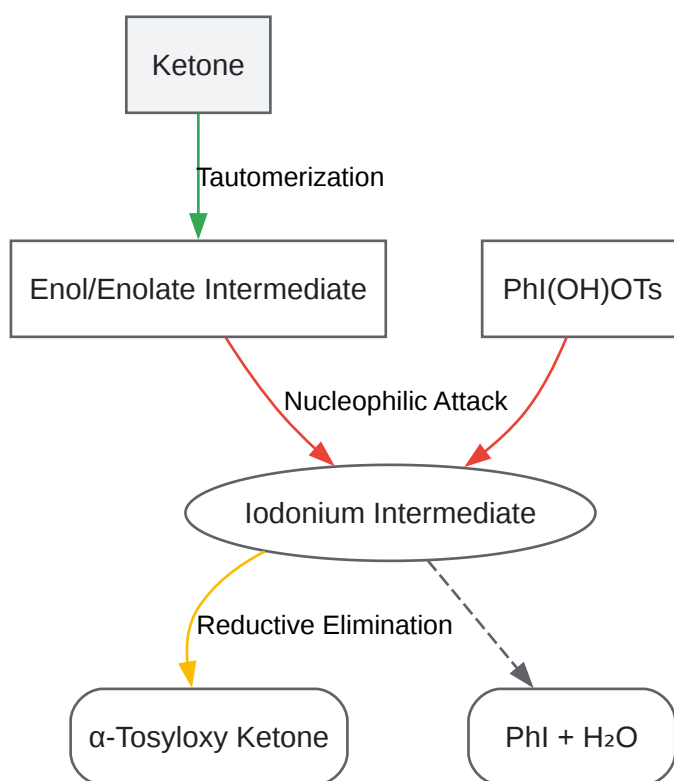 Ketone
Tautomerization
Enol/Enolate Intermediate
PhI(OH)OTs
Nucleophilic Attack
Iodonium Intermediate
Reductive Elimination
α-Tosyloxy Ketone
PhI + H₂O